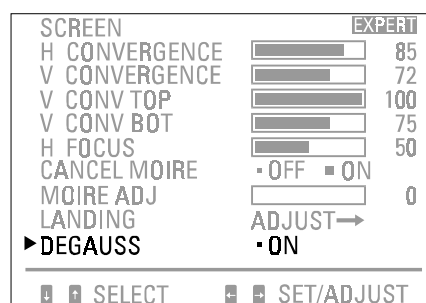 SCREEN EXPERT
H CONVERGENCE 85
V CONVERGENCE 72
V CONV TOP 100
V CONV BOT 75
H FOCUS 50
CANCEL MOIRE ▪ OFF ■ ON
MOIRE ADJ 0
LANDING ADJUST→
▶DEGAUSS ▪ ON
↓ ↑ SELECT ← → SET/ADJUST